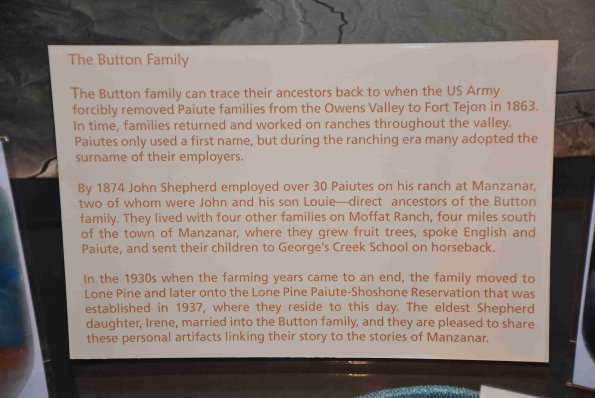 The Button Family
The Button family can trace their ancestors back to when the US Army
forcibly removed Paiute families from the Owens Valley to Fort Tejon in 1863.
In time, families returned and worked on ranches throughout the valley.
Paiutes only used a first name, but during the ranching era many adopted the
surname of their employers.
By 1874 John Shepherd employed over 30 Paiutes on his ranch at Manzanar,
two of whom were John and his son Louie—direct ancestors of the Button
family. They lived with four other families on Moffat Ranch, four miles south
of the town of Manzanar, where they grew fruit trees, spoke English and
Paiute, and sent their children to George's Creek School on horseback.
In the 1930s when the farming years came to an end, the family moved to
Lone Pine and later onto the Lone Pine Paiute-Shoshone Reservation that was
established in 1937, where they reside to this day. The eldest Shepherd
daughter, Irene, married into the Button family, and they are pleased to share
these personal artifacts linking their story to the stories of Manzanar.